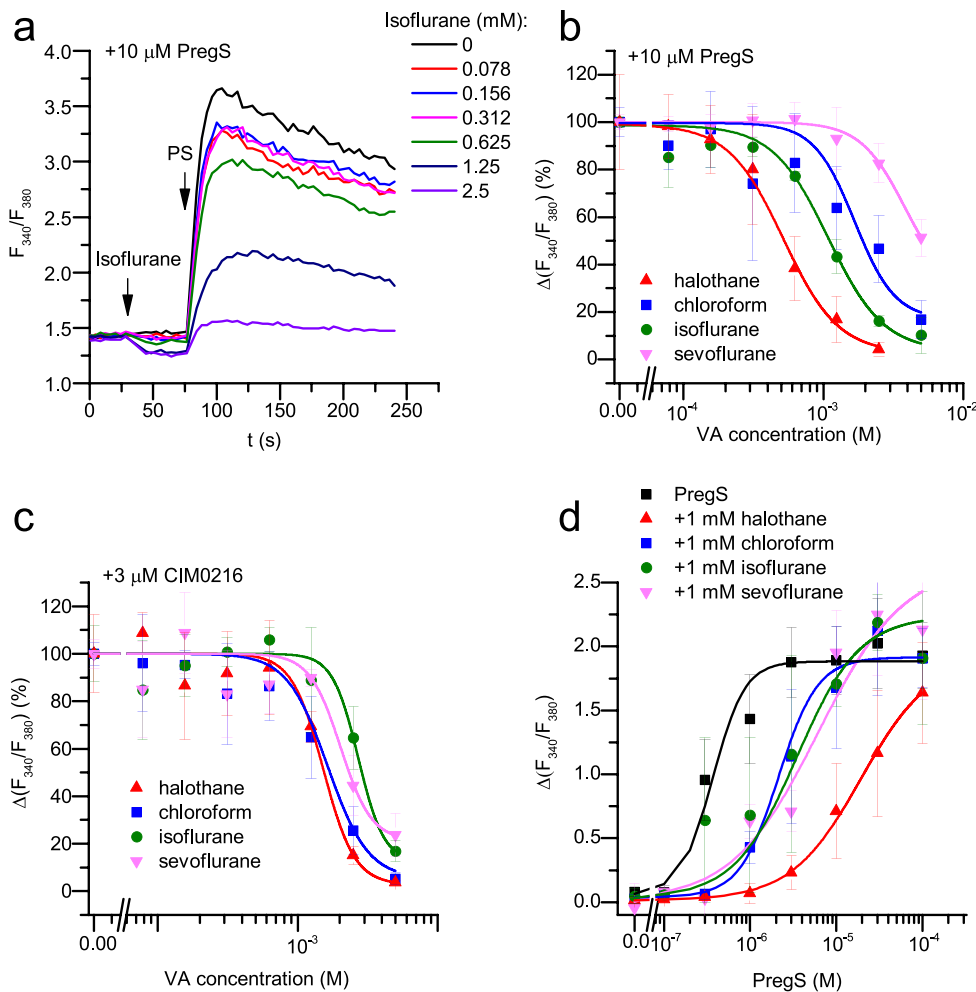 a
+10 μM PregS
Isoflurane (mM):
0
0.078
0.156
0.312
0.625
1.25
2.5
PS
Isoflurane
F340/F380
4.0
3.5
3.0
2.5
2.0
1.5
1.0
0
50
100
150
200
250
t (s)
b
+10 μM PregS
Δ(F340/F380) (%)
120
100
80
60
40
20
0
halothane
chloroform
isoflurane
sevoflurane
0.00
10-4
10-3
10-2
VA concentration (M)
c
+3 μM CIM0216
Δ(F340/F380) (%)
120
100
80
60
40
20
0
halothane
chloroform
isoflurane
sevoflurane
0.00
10-3
VA concentration (M)
d
PregS
+1 mM halothane
+1 mM chloroform
+1 mM isoflurane
+1 mM sevoflurane
Δ(F340/F380)
2.5
2.0
1.5
1.0
0.5
0.0
0.0
10-7
10-6
10-5
10-4
PregS (M)